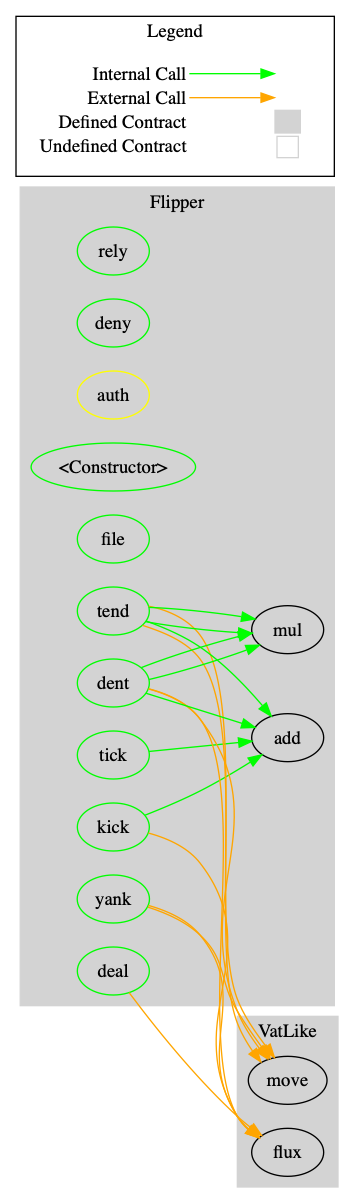 Legend
Internal Call
External Call
Defined Contract
Undefined Contract
Flipper
rely
deny
auth
<Constructor>
file
tend
mul
dent
add
tick
kick
yank
deal
VatLike
move
flux